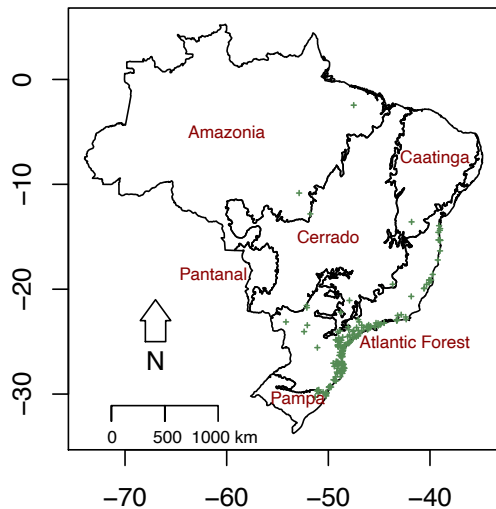 0
Amazonia
Caatinga
−10
Cerrado
Pantanal
−20
N
Atlantic Forest
−30
Pampa
0 500 1000 km
−70 −60 −50 −40